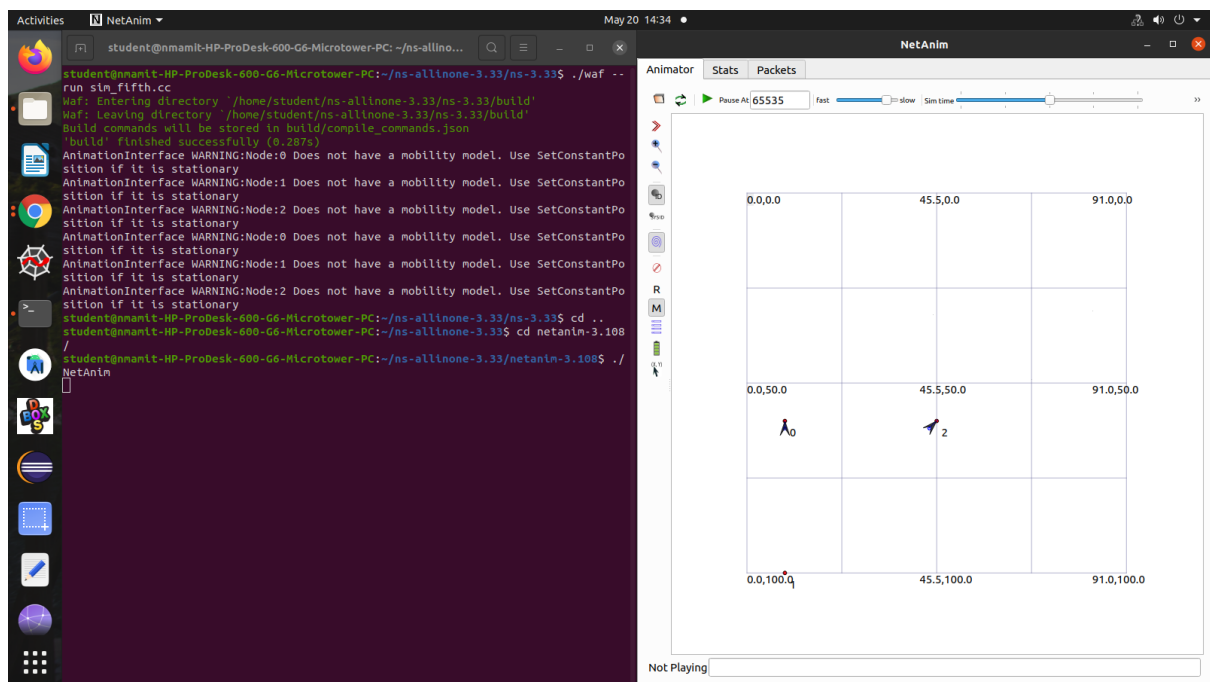 Activities
NetAnim
May 20 14:34
student@nmamit-HP-ProDesk-600-G6-Microtower-PC: ~/ns-allino...
student@nmamit-HP-ProDesk-600-G6-Microtower-PC:~/ns-allinone-3.33/ns-3.33$ ./waf --
run sim_fifth.cc
Waf: Entering directory `/home/student/ns-allinone-3.33/ns-3.33/build'
Waf: Leaving directory `/home/student/ns-allinone-3.33/ns-3.33/build'
Build commands will be stored in build/compile_commands.json
'build' finished successfully (0.287s)
AnimationInterface WARNING:Node:0 Does not have a mobility model. Use SetConstantPo
sition if it is stationary
AnimationInterface WARNING:Node:1 Does not have a mobility model. Use SetConstantPo
sition if it is stationary
AnimationInterface WARNING:Node:2 Does not have a mobility model. Use SetConstantPo
sition if it is stationary
AnimationInterface WARNING:Node:0 Does not have a mobility model. Use SetConstantPo
sition if it is stationary
AnimationInterface WARNING:Node:1 Does not have a mobility model. Use SetConstantPo
sition if it is stationary
AnimationInterface WARNING:Node:2 Does not have a mobility model. Use SetConstantPo
sition if it is stationary
student@nmamit-HP-ProDesk-600-G6-Microtower-PC:~/ns-allinone-3.33/ns-3.33$ cd ..
student@nmamit-HP-ProDesk-600-G6-Microtower-PC:~/ns-allinone-3.33$ cd netanim-3.108
/
student@nmamit-HP-ProDesk-600-G6-Microtower-PC:~/ns-allinone-3.33/netanim-3.108$ ./
NetAnim
NetAnim
Animator Stats Packets
Pause At 65535 fast slow Sim time »
R
M
0.0,0.0 45.5,0.0 91.0,0.0
0.0,50.0 45.5,50.0 91.0,50.0
0 2
0.0,100.0 45.5,100.0 91.0,100.0
1
Not Playing